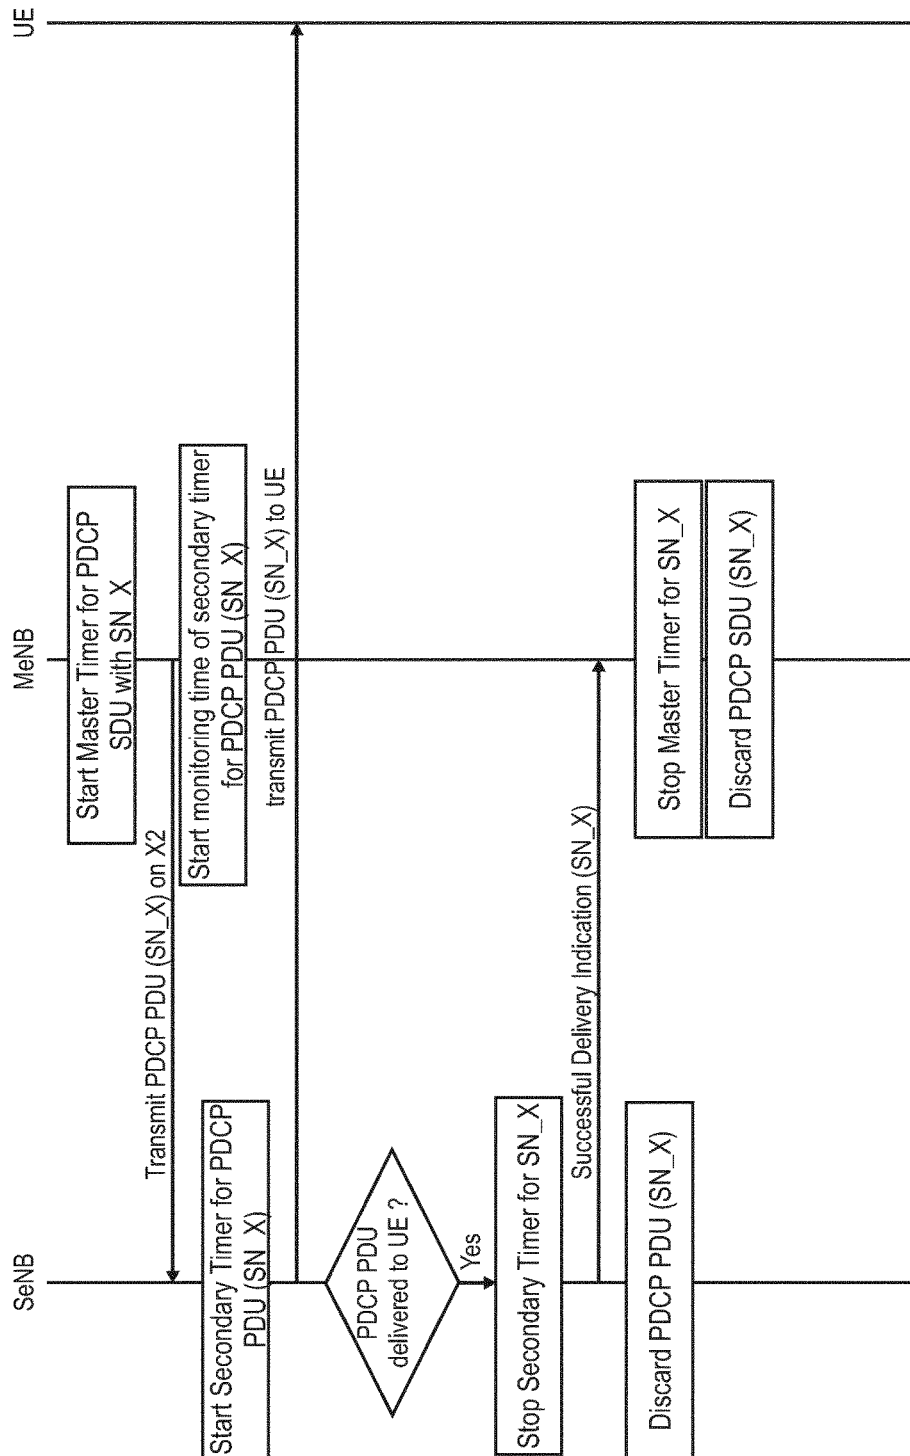 SeNB
MeNB
UE
Start Master Timer for PDCP
SDU with SN_X
Transmit PDCP PDU (SN_X) on X2
Start monitoring time of secondary timer
for PDCP PDU (SN_X)
Start Secondary Timer for PDCP
PDU (SN_X)
transmit PDCP PDU (SN_X) to UE
PDCP PDU
delivered to UE ?
Yes
Stop Secondary Timer for SN_X
Successful Delivery Indication (SN_X)
Discard PDCP PDU (SN_X)
Stop Master Timer for SN_X
Discard PDCP SDU (SN_X)